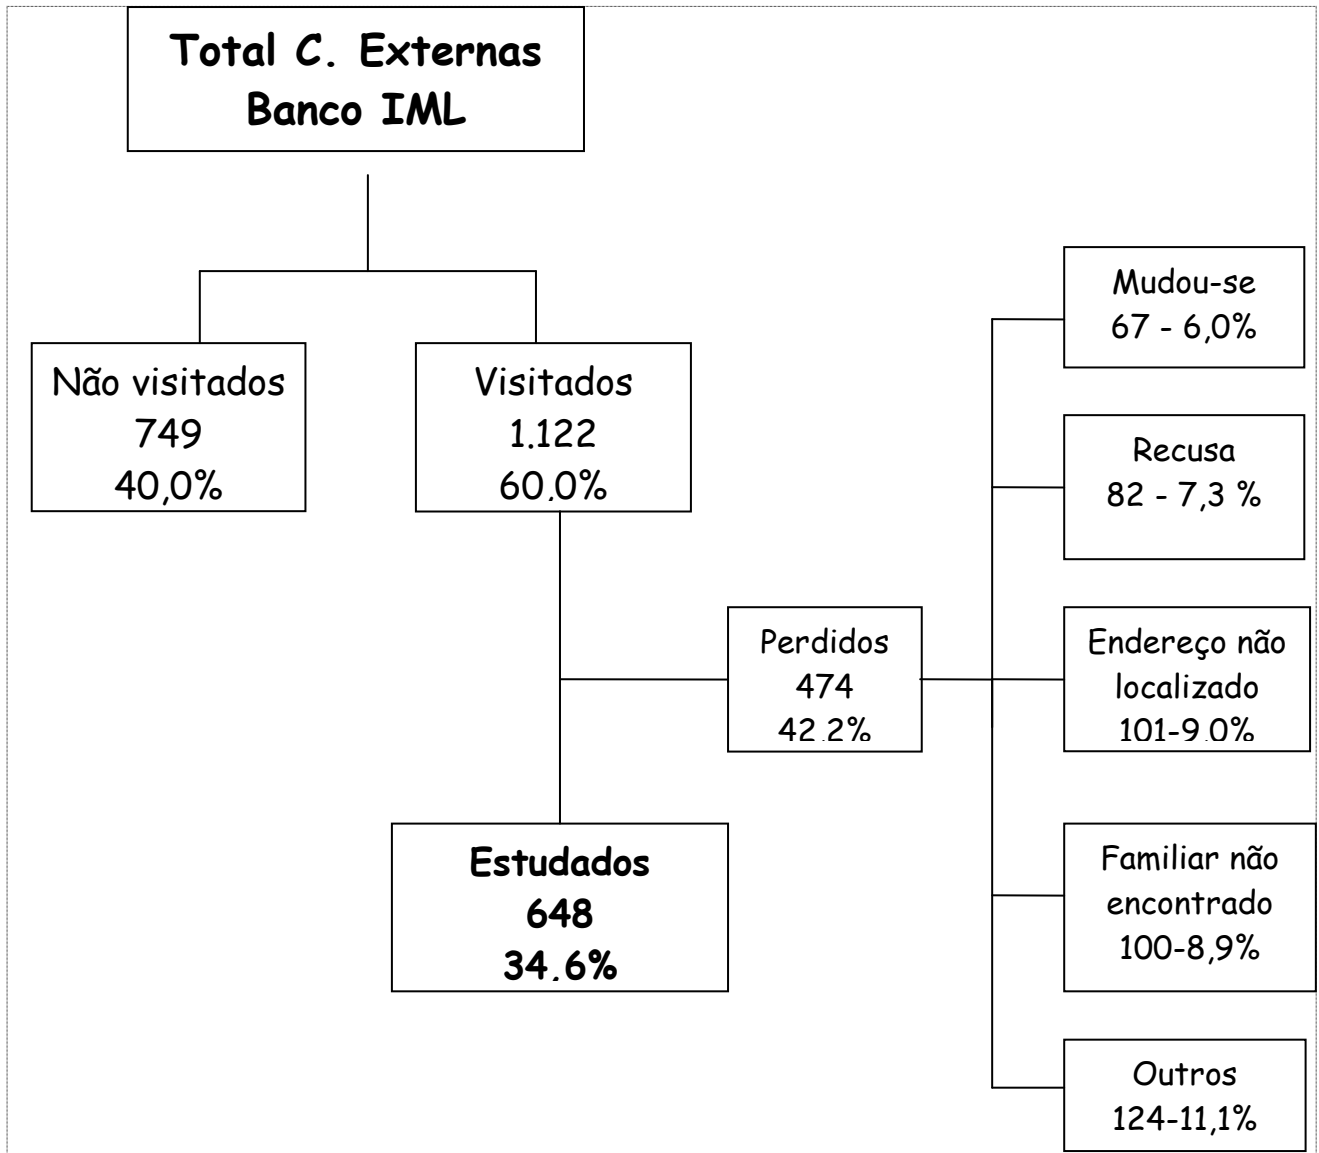 Total C. Externas
Banco IML
Não visitados
749
40,0%
Visitados
1.122
60,0%
Mudou-se
67 - 6,0%
Recusa
82 - 7,3 %
Perdidos
474
42,2%
Endereço não
localizado
101-9,0%
Estudados
648
34,6%
Familiar não
encontrado
100-8,9%
Outros
124-11,1%